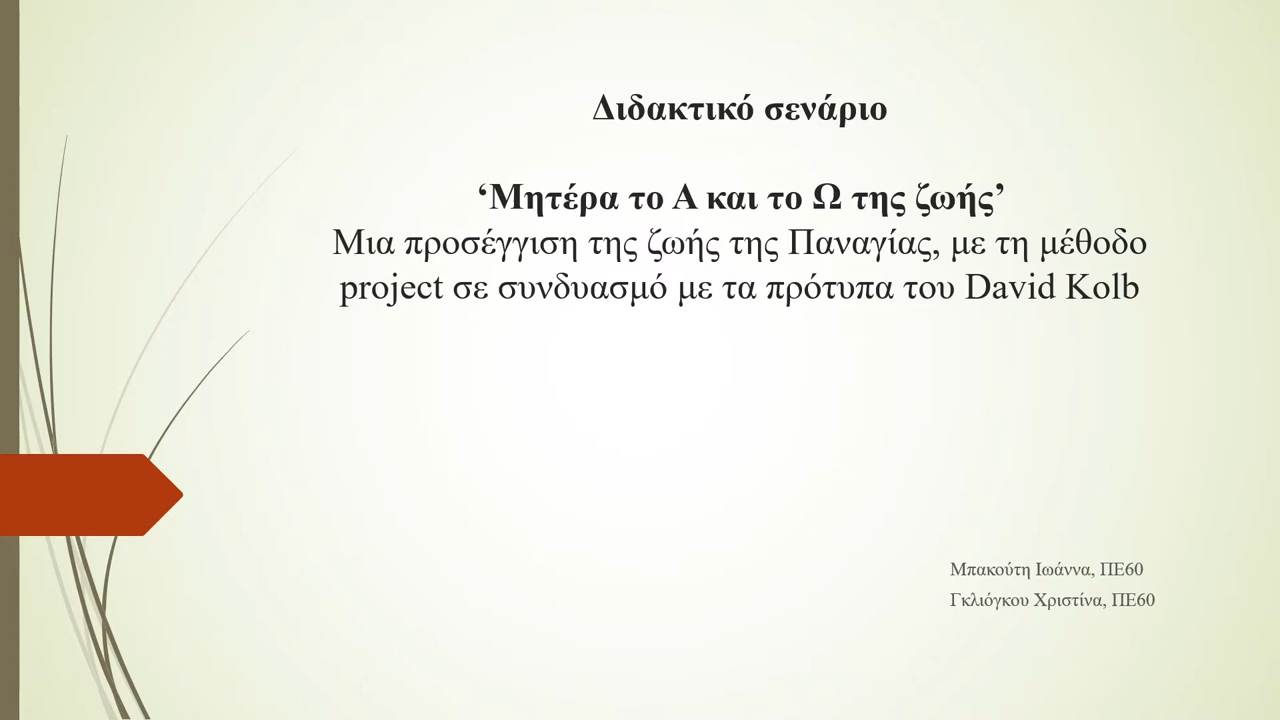 Διδακτικό σενάριο
‘Μητέρα το Α και το Ω της ζωής’
Μια προσέγγιση της ζωής της Παναγίας, με τη μέθοδο
project σε συνδυασμό με τα πρότυπα του David Kolb
Μπακούτη Ιωάννα, ΠΕ60
Γκλιόγκου Χριστίνα, ΠΕ60